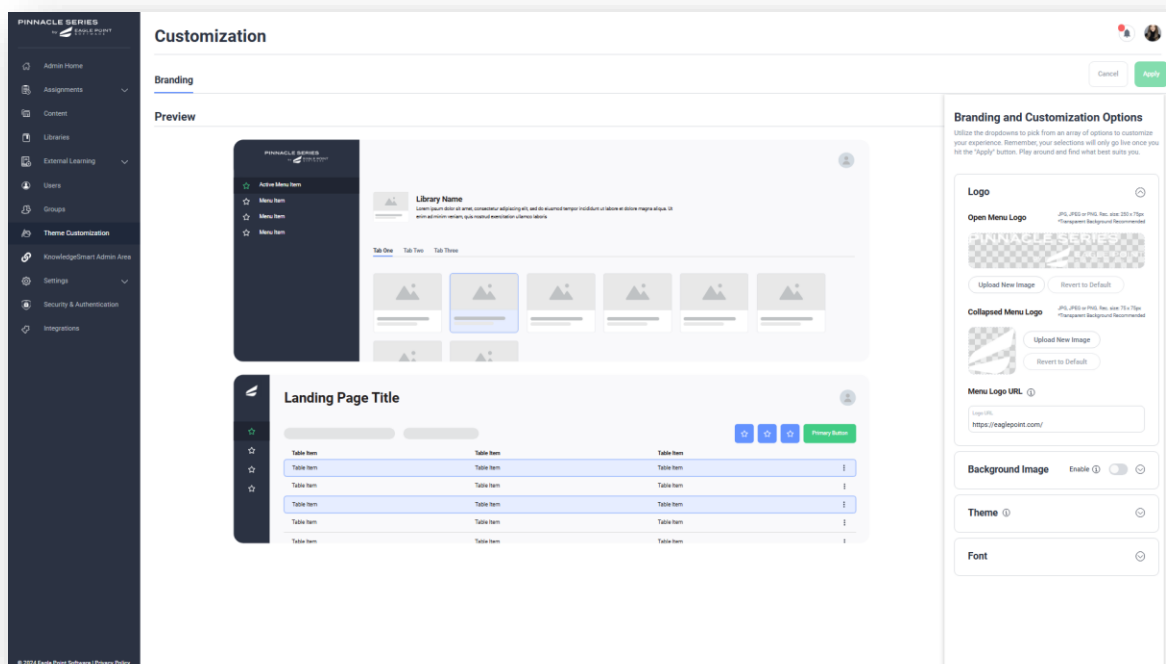 PINNACLE SERIES
by EAGLE POINT
SOFTWARE
Admin Home
Assignments
Content
Libraries
External Learning
Users
Groups
Theme Customization
KnowledgeSmart Admin Area
Settings
Security & Authentication
Integrations
© 2024 Eagle Point Software | Privacy Policy
Customization
Branding
Cancel
Apply
Preview
PINNACLE SERIES
by EAGLE POINT
Active Menu Item
Menu Item
Menu Item
Menu Item
Library Name
Lorem ipsum dolor sit amet, consectetur adipiscing elit, sed do eiusmod tempor incididunt ut labore et dolore magna aliqua. Ut
enim ad minim veniam, quis nostrud exercitation ullamco laboris
Tab One Tab Two Tab Three
Landing Page Title
Primary Button
Table Item Table Item Table Item
Table Item Table Item Table Item
Table Item Table Item Table Item
Table Item Table Item Table Item
Table Item Table Item Table Item
Table Item Table Item Table Item
Branding and Customization Options
Utilize the dropdowns to pick from an array of options to customize
your experience. Remember, your selections will only go live once you
hit the "Apply" button. Play around and find what best suits you.
Logo
Open Menu Logo
JPG, JPEG or PNG. Rec. size: 250 x 75px
*Transparent Background Recommended
PINNACLE SERIES
Upload New Image
Revert to Default
Collapsed Menu Logo
JPG, JPEG or PNG. Rec. size: 75 x 75px
*Transparent Background Recommended
Upload New Image
Revert to Default
Menu Logo URL
Logo URL
https://eaglepoint.com/
Background Image Enable
Theme
Font